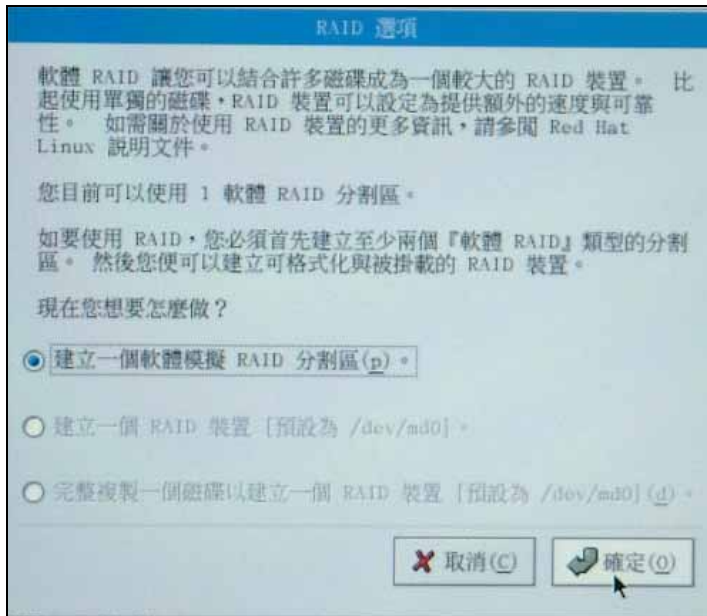 RAID 選項
軟體 RAID 讓您可以結合許多磁碟成為一個較大的 RAID 裝置。 比
起使用單獨的磁碟，RAID 裝置可以設定為提供額外的速度與可靠
性。 如需關於使用 RAID 裝置的更多資訊，請參閱 Red Hat
Linux 說明文件。
您目前可以使用 1 軟體 RAID 分割區。
如要使用 RAID，您必須首先建立至少兩個『軟體 RAID』類型的分割
區。 然後您便可以建立可格式化與被掛載的 RAID 裝置。
現在您想要怎麼做？
建立一個軟體模擬 RAID 分割區(p)。
建立一個 RAID 裝置 [預設為 /dev/md0]。
完整複製一個磁碟以建立一個 RAID 裝置 [預設為 /dev/md0](d)。
取消(C) 確定(O)